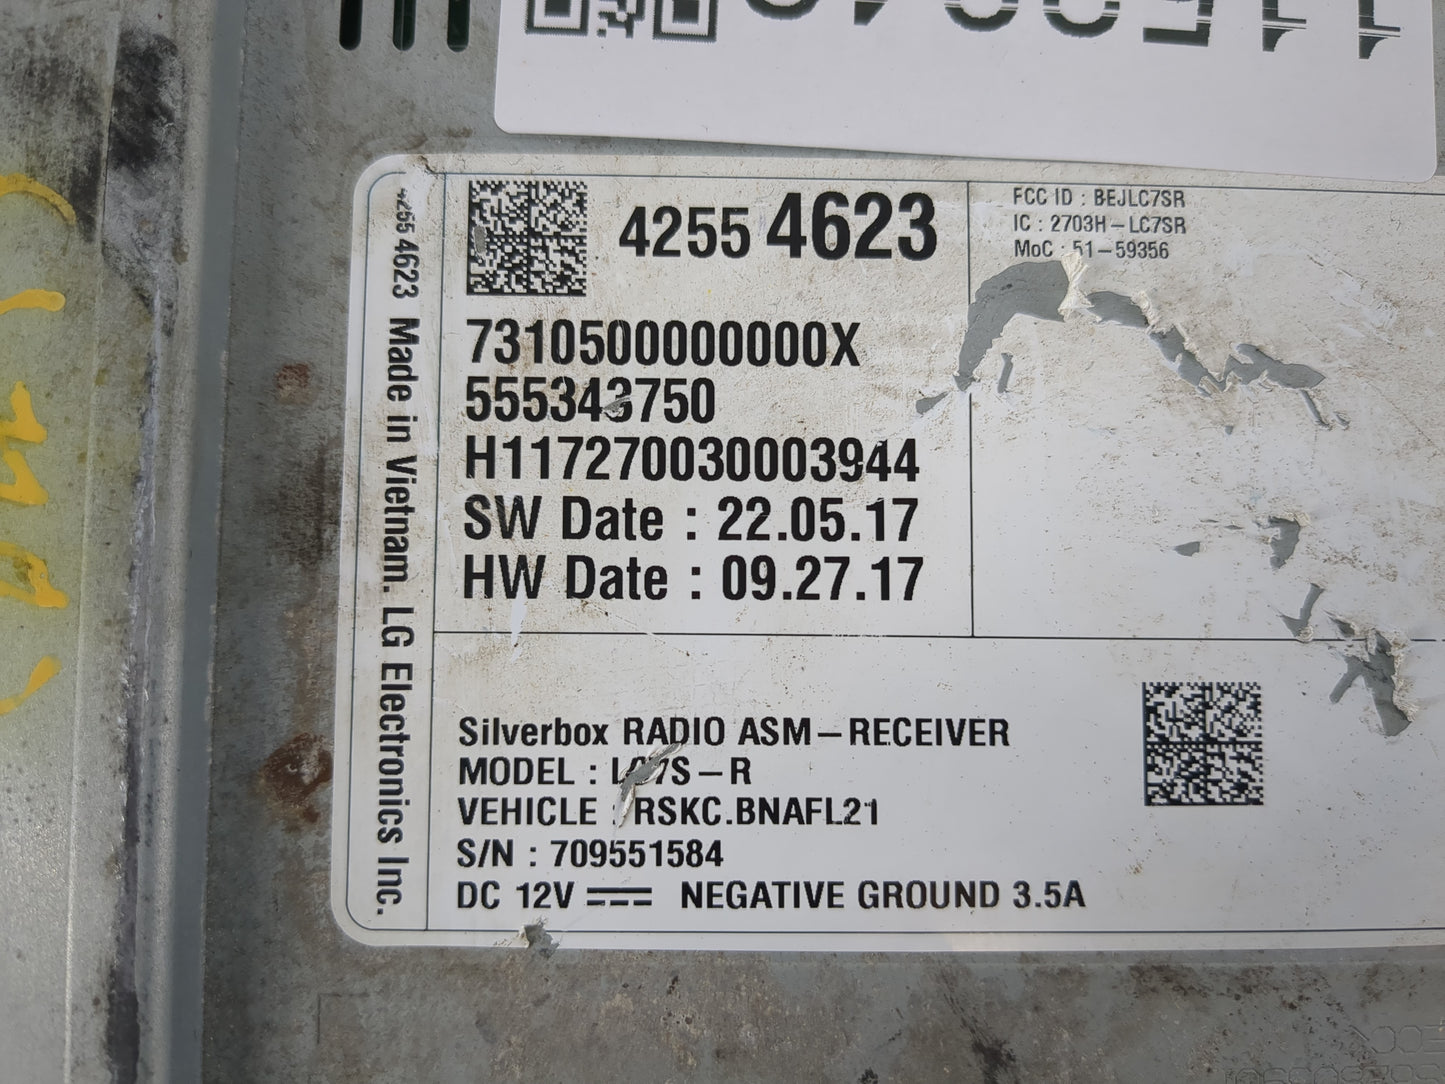 4255 4623
FCC ID : BEJLC7SR
IC : 2703H-LC7SR
MoC : 51-59356
7310500000000X
555343750
H117270030003944
SW Date : 22.05.17
HW Date : 09.27.17
Silverbox RADIO ASM-RECEIVER
MODEL : LC7S-R
VEHICLE : RSKC.BNAFL21
S/N : 709551584
DC 12V NEGATIVE GROUND 3.5A
4255 4623 Made in Vietnam. LG Electronics Inc.